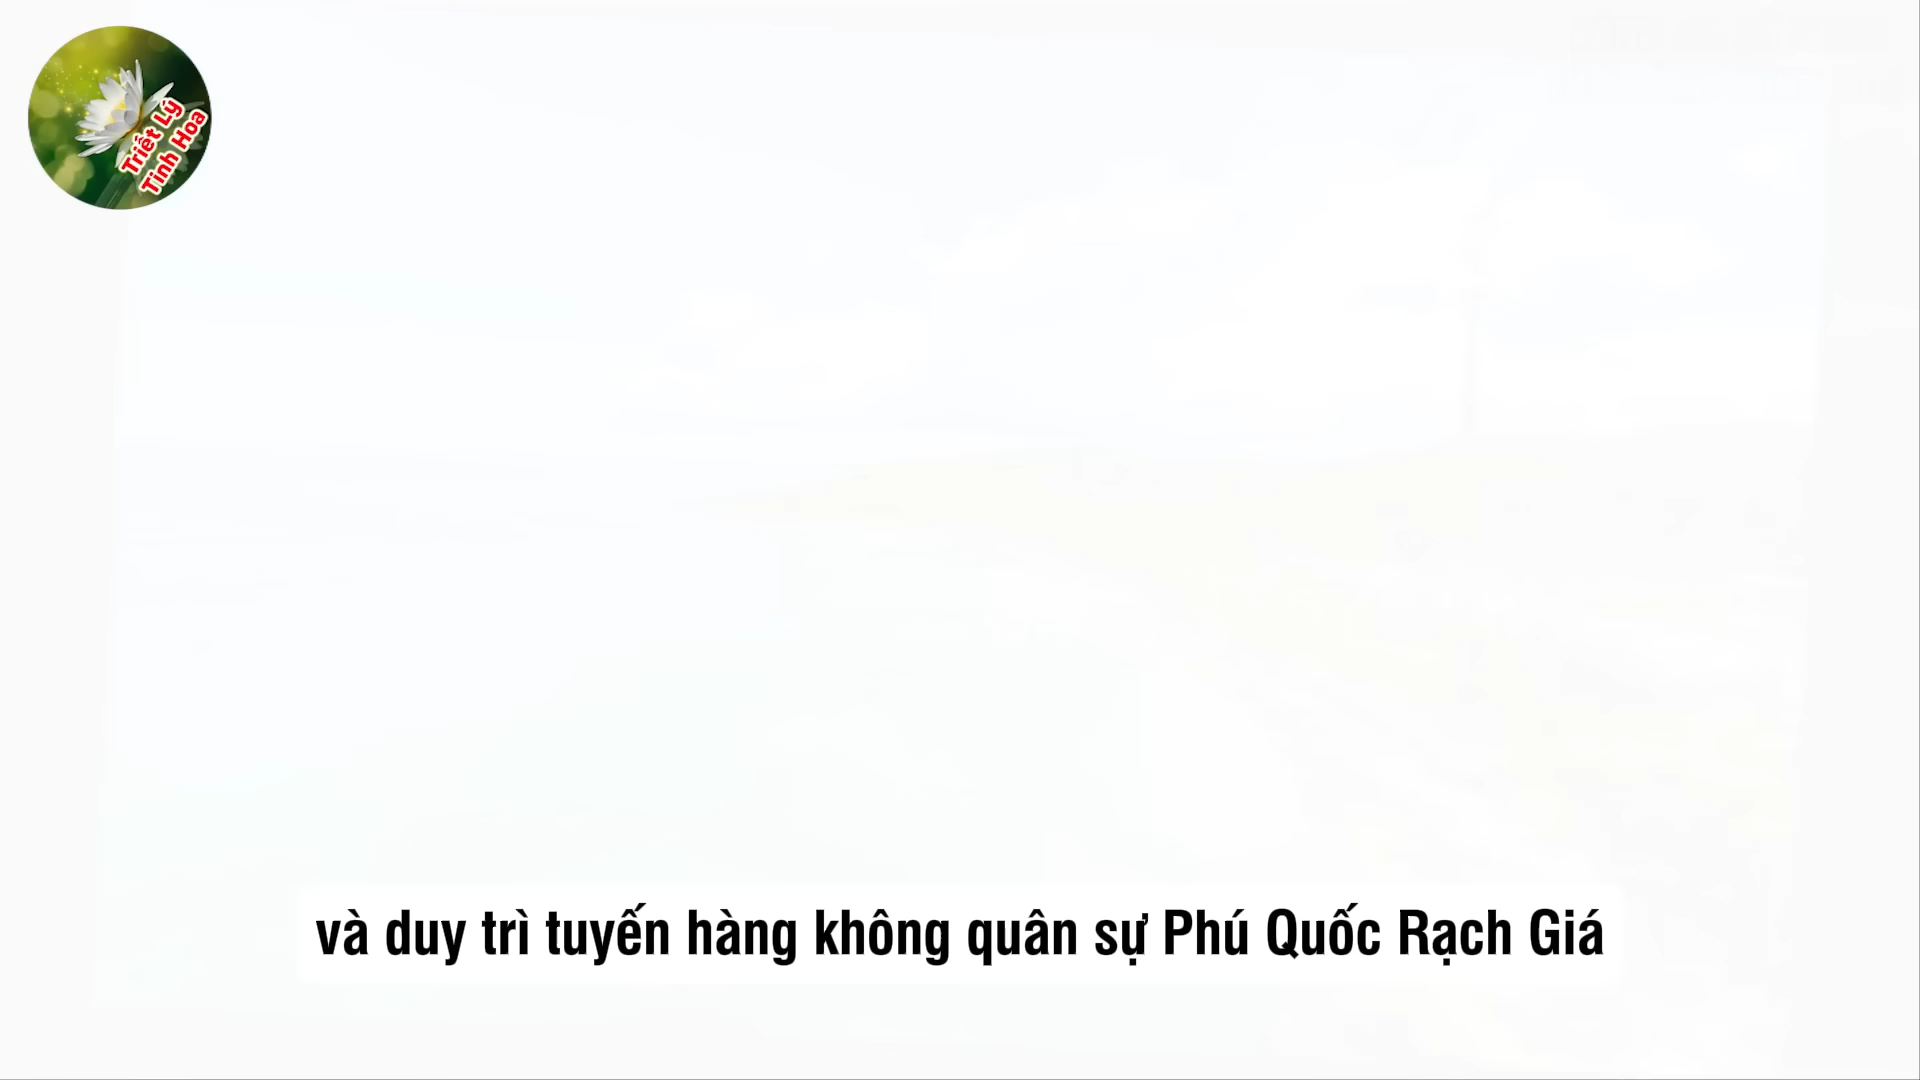 Triết Lý
Tinh Hoa
và duy trì tuyến hàng không quân sự Phú Quốc Rạch Giá